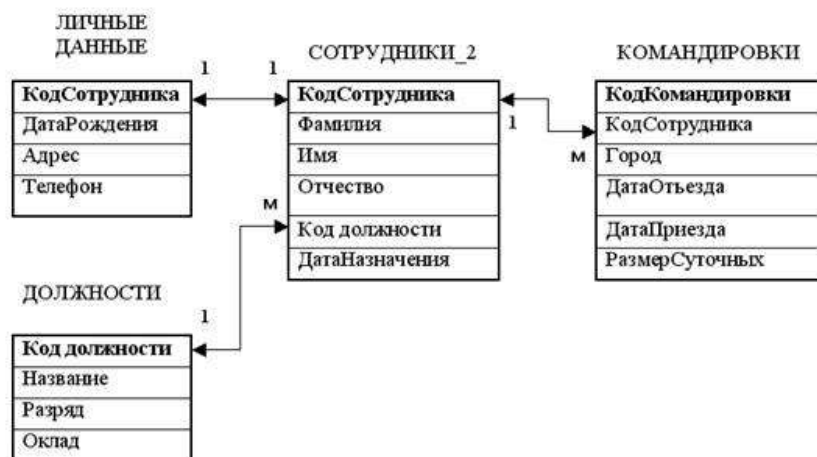 ЛИЧНЫЕ
ДАННЫЕ
1
КодСотрудника
ДатаРождения
Адрес
Телефон
СОТРУДНИКИ_2
1
КодСотрудника
1
Фамилия
Имя
Отчество
м
Код должности
ДатаНазначения
КОМАНДИРОВКИ
КодКомандировки
КодСотрудника
м
Город
ДатаОтьезда
ДатаПриезда
РазмерСуточных
ДОЛЖНОСТИ
1
Код должности
Название
Разряд
Оклад